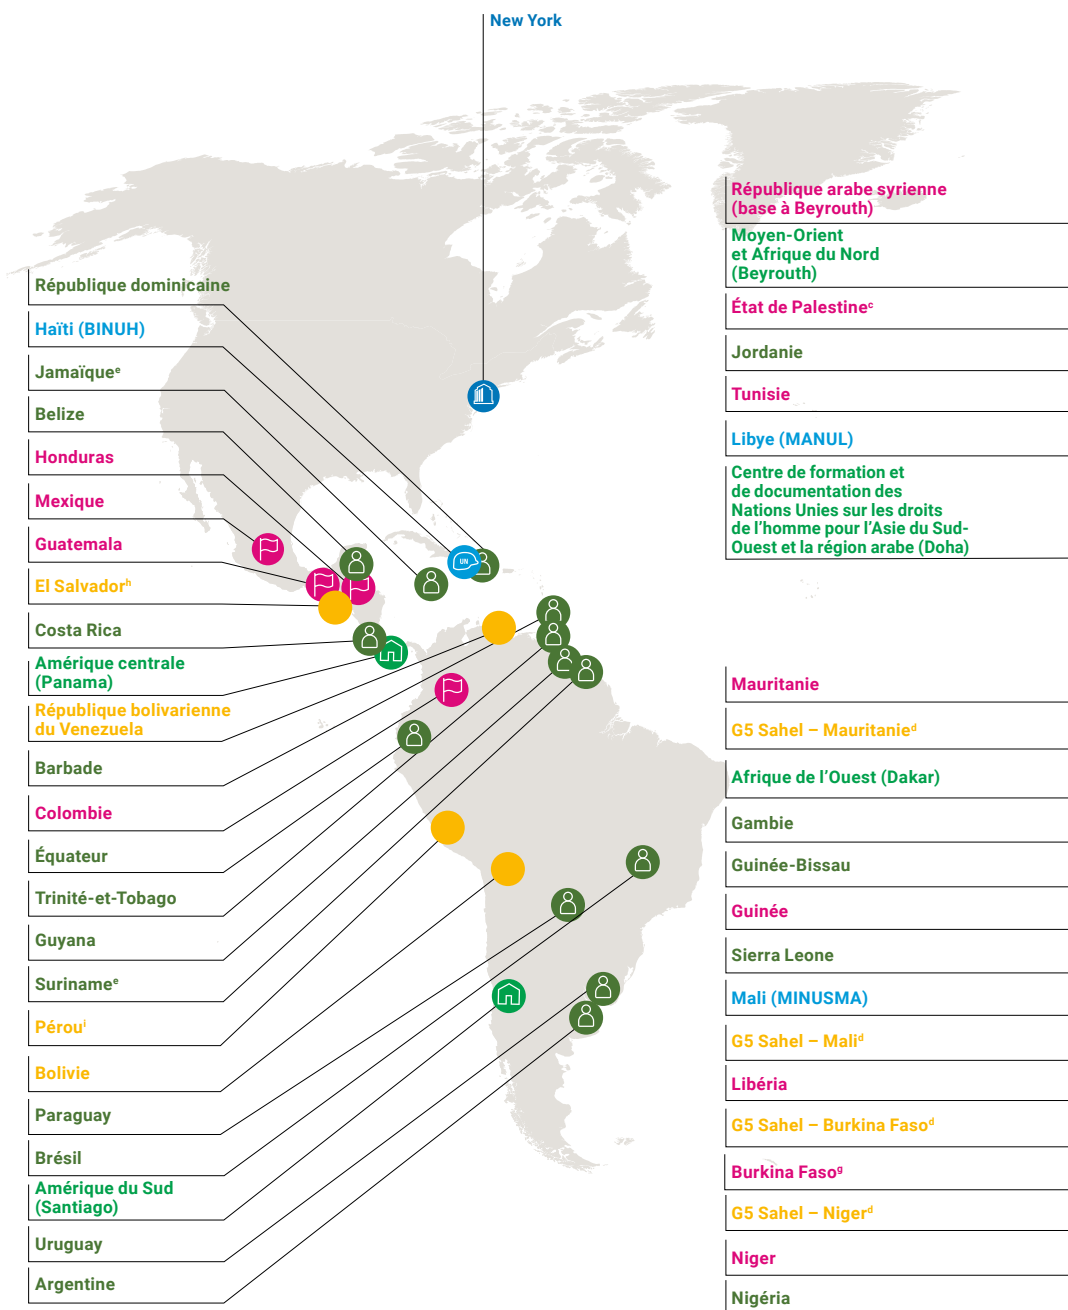 New York
République dominicaine
Haïti (BINUH)
Jamaïqueᵉ
Belize
Honduras
Mexique
Guatemala
El Salvadorʰ
Costa Rica
Amérique centrale
(Panama)
République bolivarienne
du Venezuela
Barbade
Colombie
Équateur
Trinité-et-Tobago
Guyana
Surinameᵉ
Pérouⁱ
Bolivie
Paraguay
Brésil
Amérique du Sud
(Santiago)
Uruguay
Argentine
UN
République arabe syrienne
(base à Beyrouth)
Moyen-Orient
et Afrique du Nord
(Beyrouth)
État de Palestineᶜ
Jordanie
Tunisie
Libye (MANUL)
Centre de formation et
de documentation des
Nations Unies sur les droits
de l’homme pour l’Asie du Sud-
Ouest et la région arabe (Doha)
Mauritanie
G5 Sahel – Mauritanieᵈ
Afrique de l’Ouest (Dakar)
Gambie
Guinée-Bissau
Guinée
Sierra Leone
Mali (MINUSMA)
G5 Sahel – Maliᵈ
Libéria
G5 Sahel – Burkina Fasoᵈ
Burkina Fasoᵍ
G5 Sahel – Nigerᵈ
Niger
Nigéria